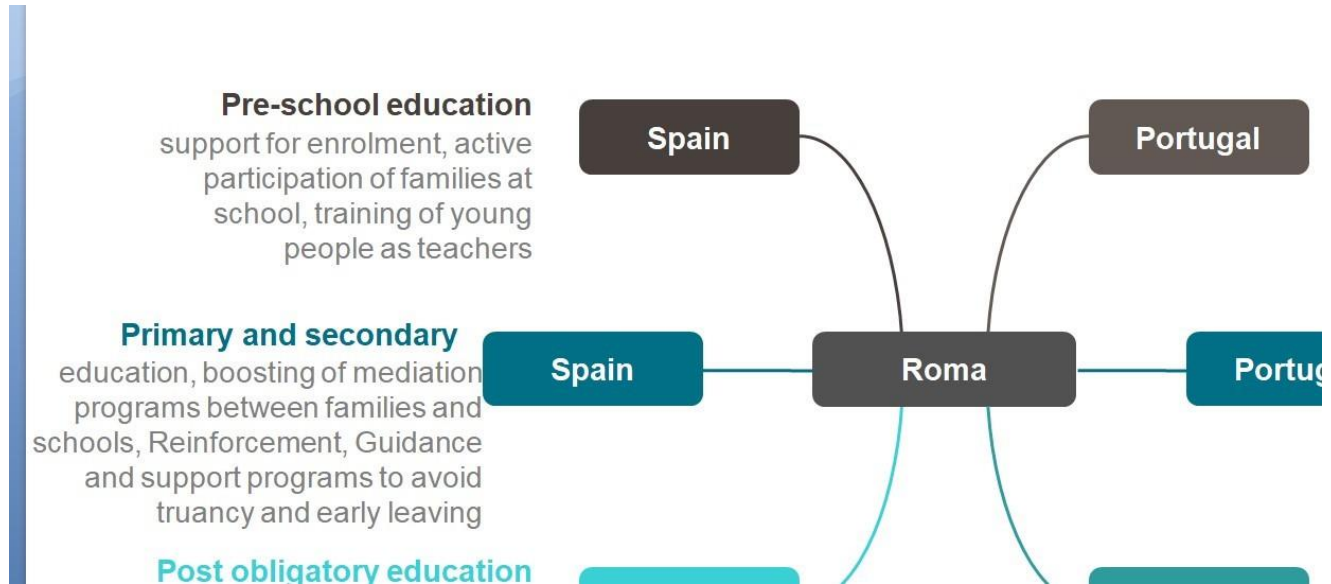 Pre-school education
support for enrolment, active
participation of families at
school, training of young
people as teachers
Spain
Portugal
Primary and secondary
education, boosting of mediation
programs between families and
schools, Reinforcement, Guidance
and support programs to avoid
truancy and early leaving
Spain
Roma
Portug
Post obligatory education